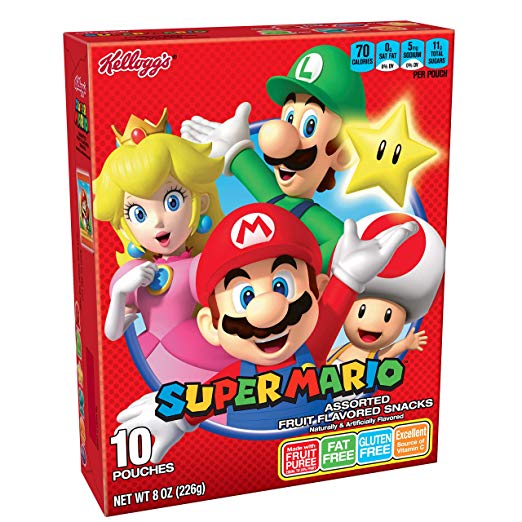 Kellogg's
70
CALORIES
0g
SAT FAT
0% DV
5mg
SODIUM
0% DV
11g
TOTAL
SUGARS
PER POUCH
L
M
SUPER MARIO
ASSORTED
FRUIT FLAVORED SNACKS
Naturally & Artificially Flavored
10
POUCHES
Made with
FRUIT
PUREE
FAT
FREE
GLUTEN
FREE
Excellent
Source of
Vitamin C
NET WT 8 OZ (226g)
SUPER
MARIO